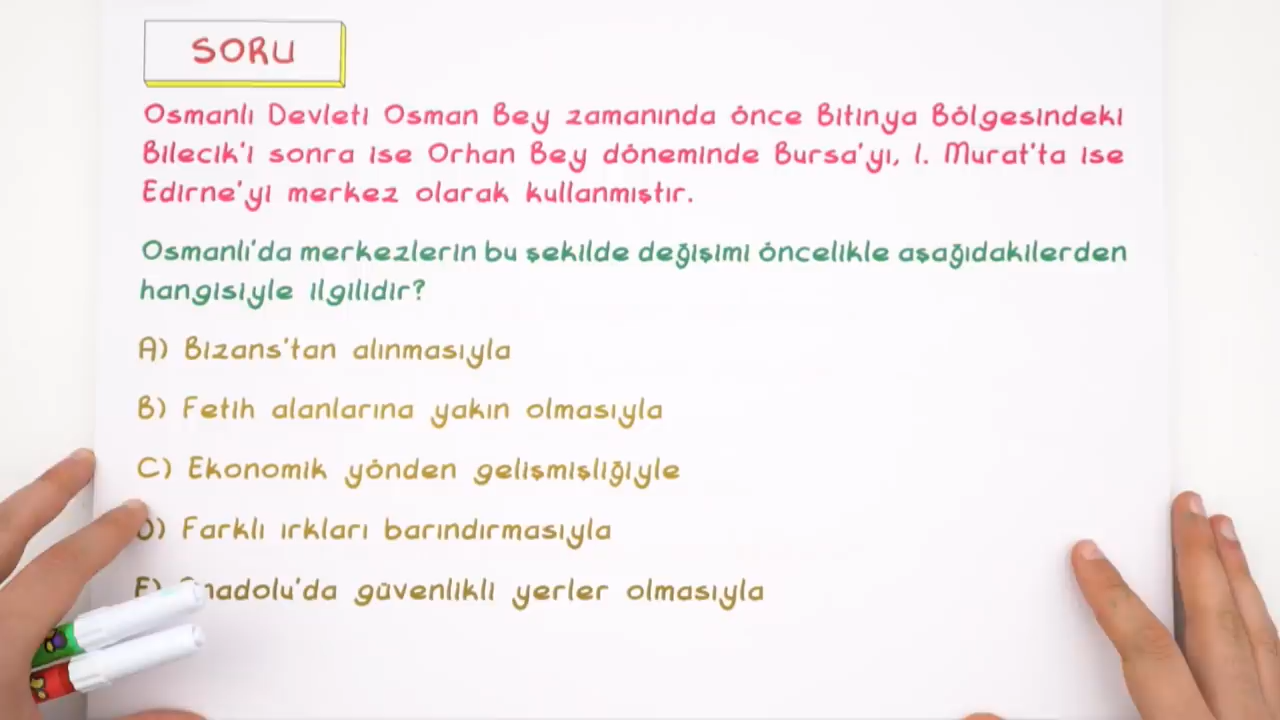 SORU
Osmanlı Devleti Osman Bey zamanında önce Bitinya Bölgesindeki
Bilecik'i sonra ise Orhan Bey döneminde Bursa'yı, I. Murat'ta ise
Edirne'yi merkez olarak kullanmıştır.
Osmanlı'da merkezlerin bu şekilde değişimi öncelikle aşağıdakilerden
hangisiyle ilgilidir?
A) Bizans'tan alınmasıyla
B) Fetih alanlarına yakın olmasıyla
C) Ekonomik yönden gelişmişliğiyle
D) Farklı ırkları barındırmasıyla
E) Anadolu'da güvenlikli yerler olmasıyla